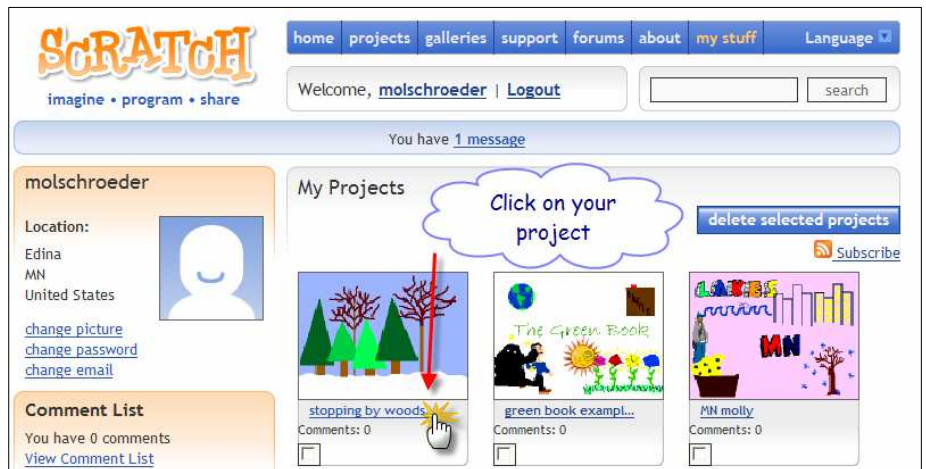 SCRATCH
imagine • program • share
home projects galleries support forums about my stuff Language
Welcome, molschroeder | Logout
search
You have 1 message
molschroeder
Location:
Edina
MN
United States
change picture
change password
change email
Comment List
You have 0 comments
View Comment List
My Projects
Click on your
project
delete selected projects
Subscribe
The Green Book
LAKES
MN
stopping by woods
Comments: 0
green book exampl...
Comments: 0
MN molly
Comments: 0